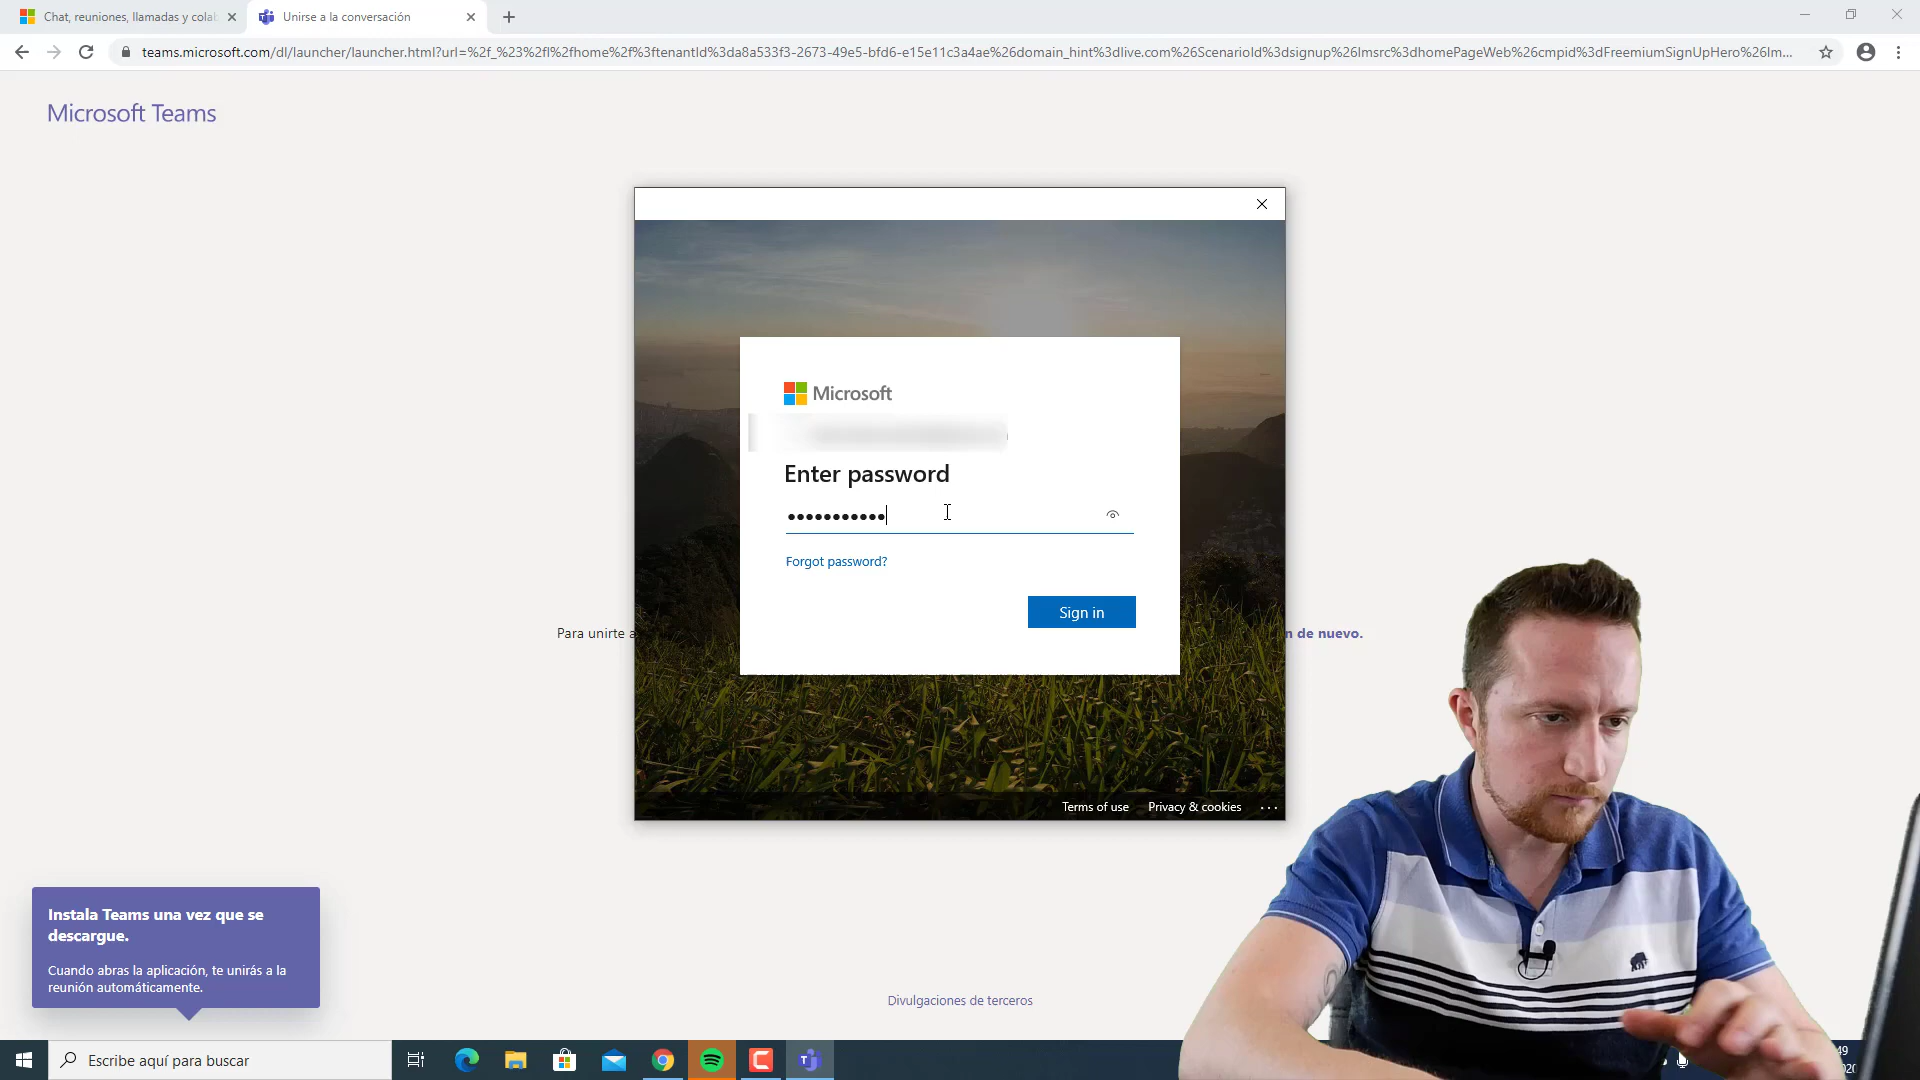 Chat, reuniones, llamadas y colab
Unirse a la conversación
teams.microsoft.com/dl/launcher/launcher.html?url=%2f_%23%2fl%2fhome%2f%3ftenantId%3da8a533f3-2673-49e5-bfd6-e15e11c3a4ae%26domain_hint%3dlive.com%26ScenarioId%3dsignup%26lmsrc%3dhomePageWeb%26cmpid%3dFreemiumSignUpHero%26lm...
Microsoft Teams
Microsoft
Enter password
Forgot password?
Sign in
Para unirte a
n de nuevo.
Terms of use Privacy & cookies ...
Instala Teams una vez que se
descargue.
Cuando abras la aplicación, te unirás a la
reunión automáticamente.
Divulgaciones de terceros
Escribe aquí para buscar